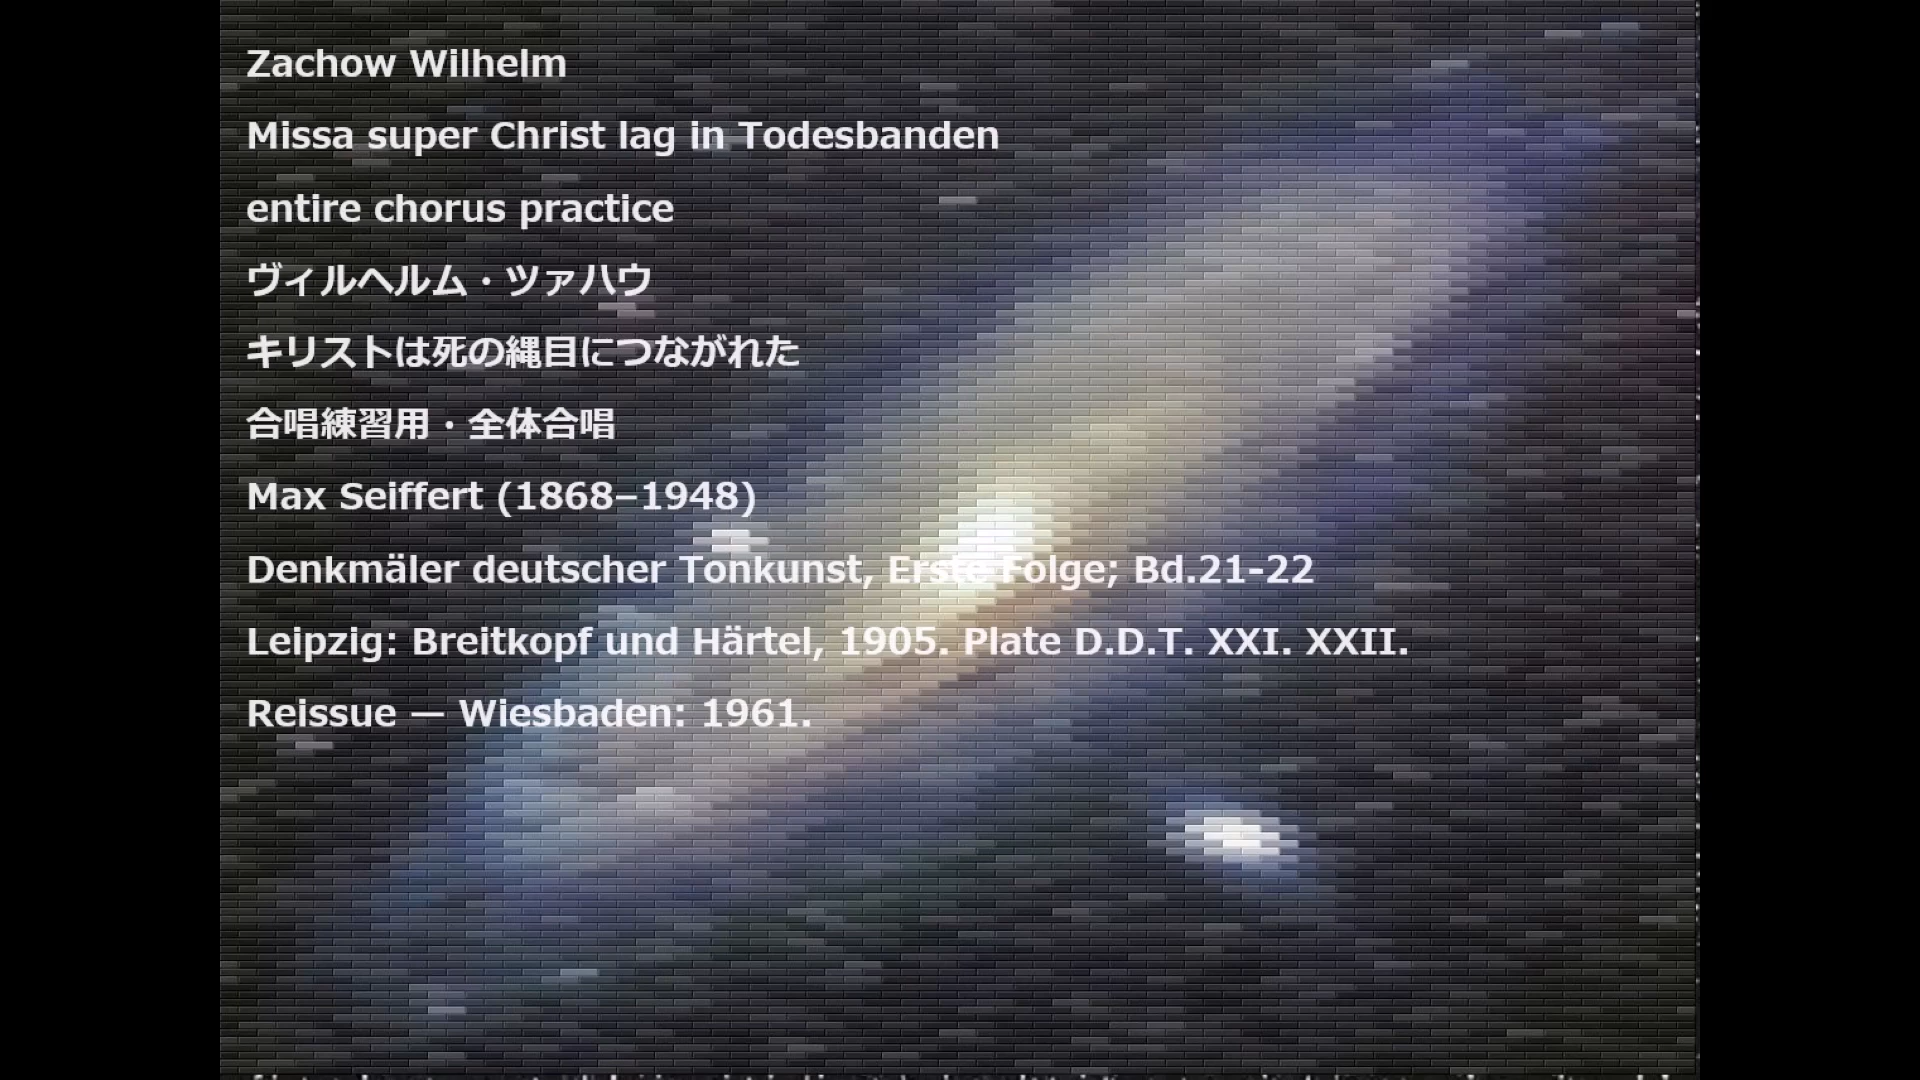 Zachow Wilhelm
Missa super Christ lag in Todesbanden
entire chorus practice
ヴィルヘルム・ツァハウ
キリストは死の縄目につながれた
合唱練習用・全体合唱
Max Seiffert (1868–1948)
Denkmäler deutscher Tonkunst, Erste Folge; Bd.21-22
Leipzig: Breitkopf und Härtel, 1905. Plate D.D.T. XXI. XXII.
Reissue — Wiesbaden: 1961.